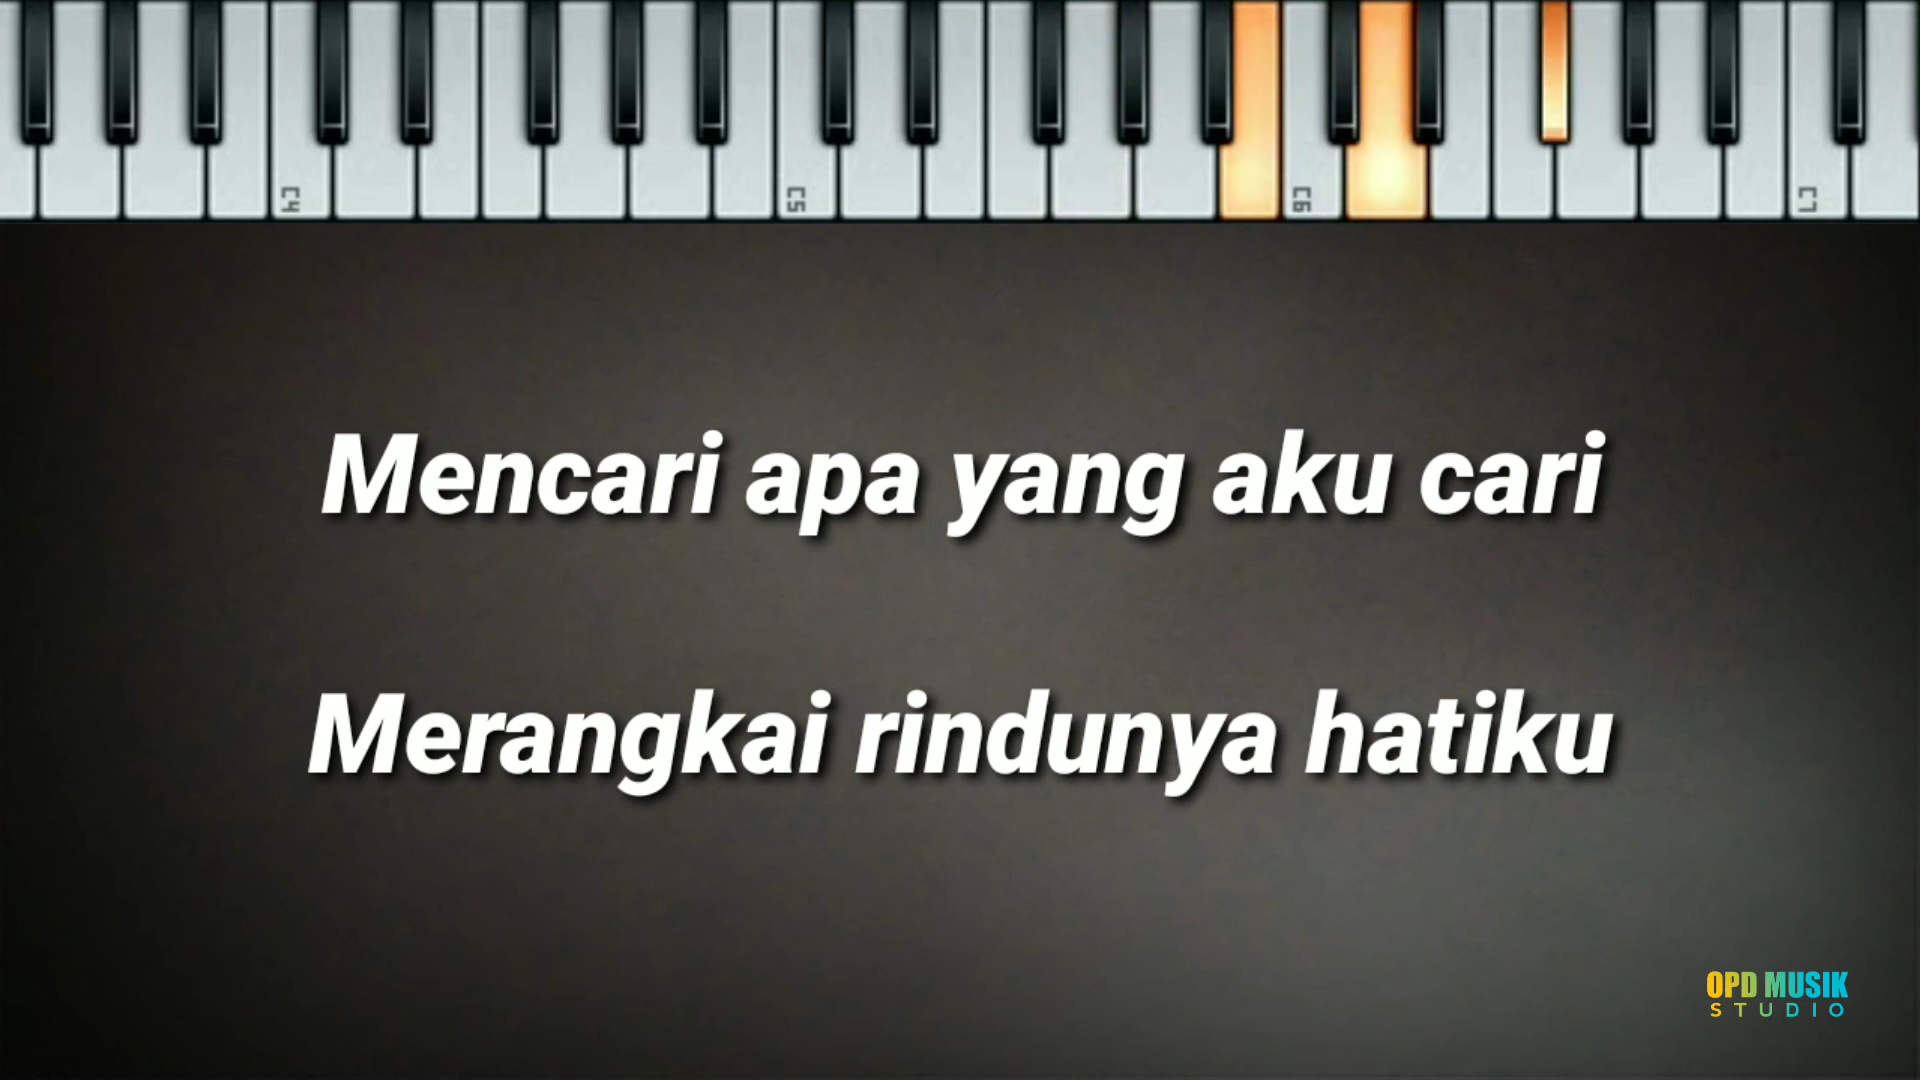 C4 C5 C6 C7
Mencari apa yang aku cari
Merangkai rindunya hatiku
OPD MUSIK
STUDIO